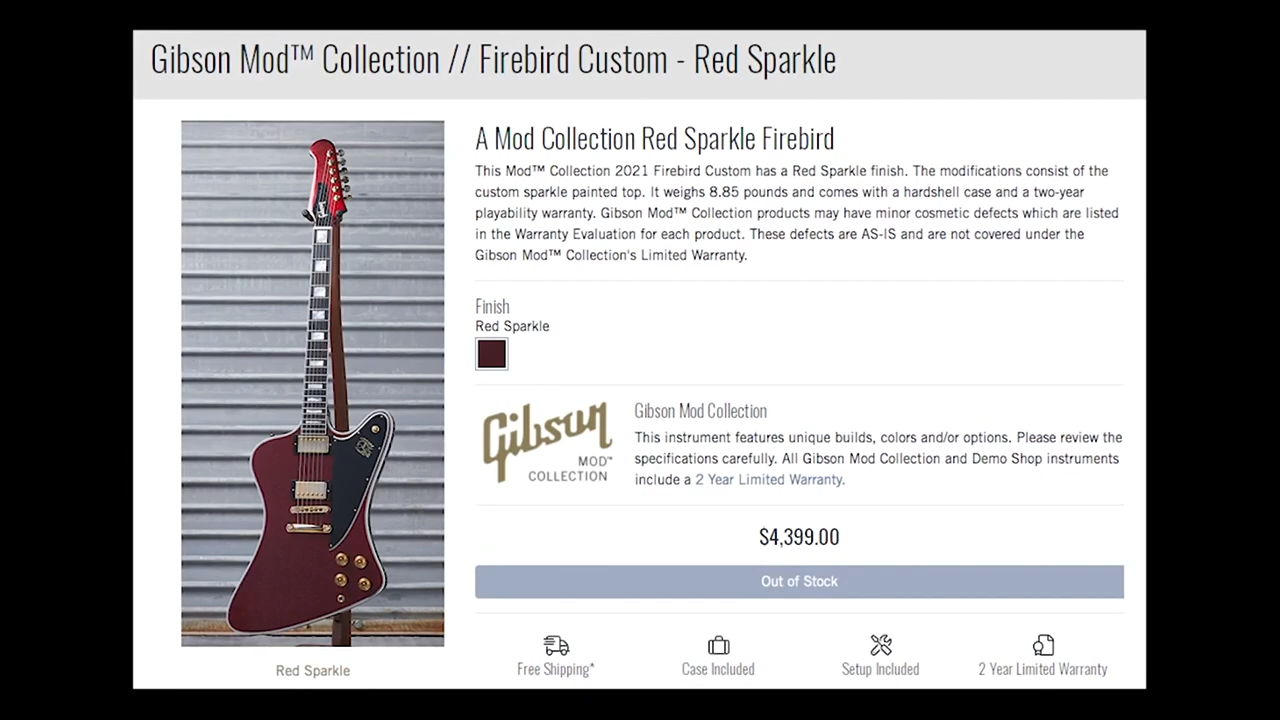 Gibson Mod™ Collection // Firebird Custom - Red Sparkle
A Mod Collection Red Sparkle Firebird
This Mod™ Collection 2021 Firebird Custom has a Red Sparkle finish. The modifications consist of the
custom sparkle painted top. It weighs 8.85 pounds and comes with a hardshell case and a two-year
playability warranty. Gibson Mod™ Collection products may have minor cosmetic defects which are listed
in the Warranty Evaluation for each product. These defects are AS-IS and are not covered under the
Gibson Mod™ Collection's Limited Warranty.
Finish
Red Sparkle
Gibson
MOD™
COLLECTION
Gibson Mod Collection
This instrument features unique builds, colors and/or options. Please review the
specifications carefully. All Gibson Mod Collection and Demo Shop instruments
include a 2 Year Limited Warranty.
$4,399.00
Out of Stock
Free Shipping*
Case Included
Setup Included
2 Year Limited Warranty
Red Sparkle